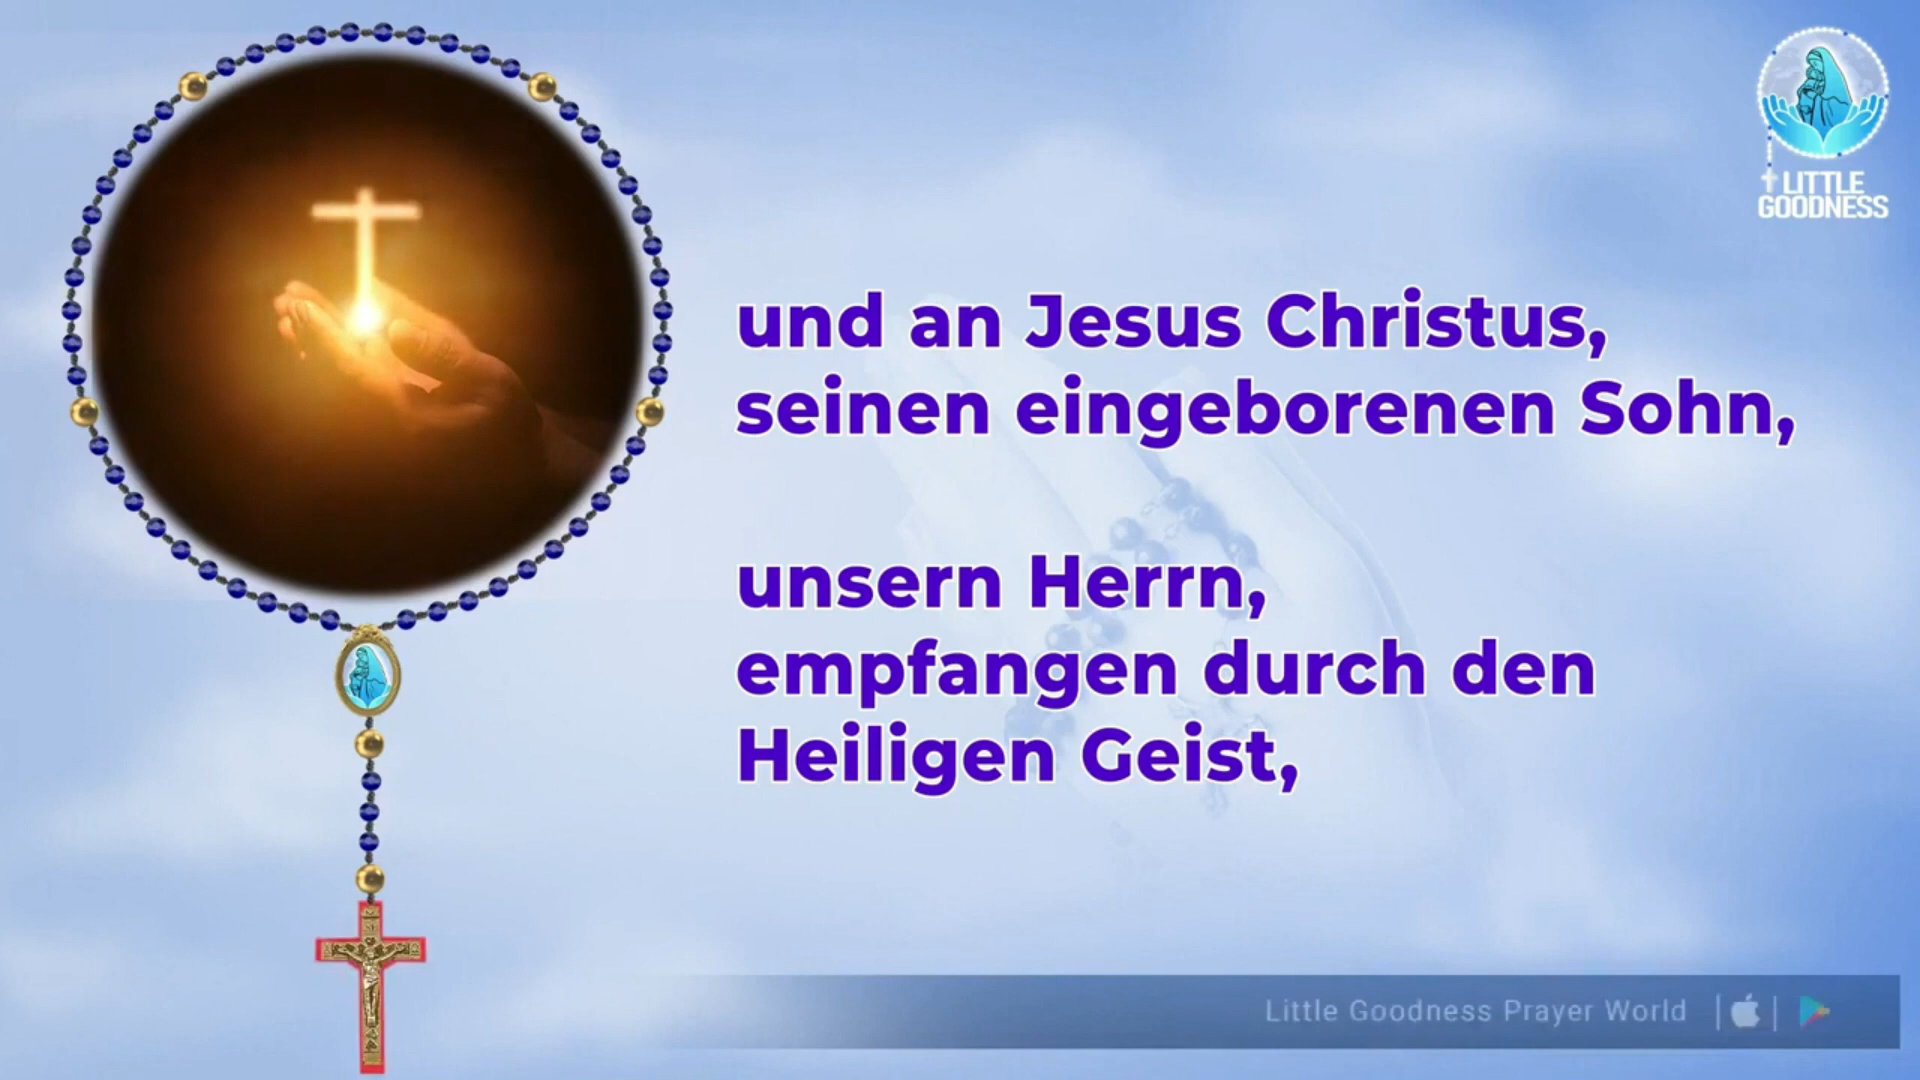 LITTLE
GOODNESS
und an Jesus Christus,
seinen eingeborenen Sohn,
unsern Herrn,
empfangen durch den
Heiligen Geist,
Little Goodness Prayer World